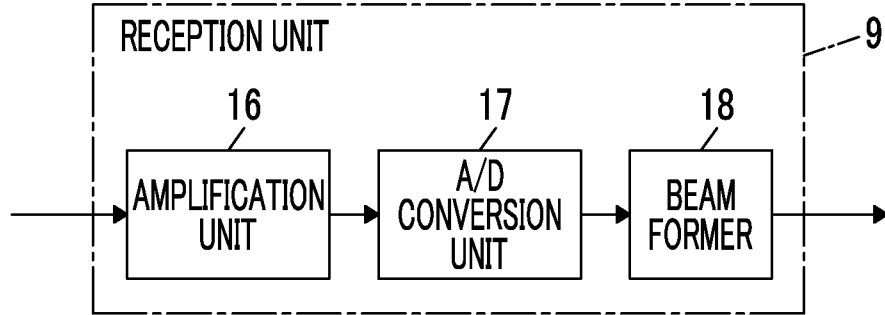 RECEPTION UNIT
9
16
17
18
AMPLIFICATION
UNIT
A/D
CONVERSION
UNIT
BEAM
FORMER